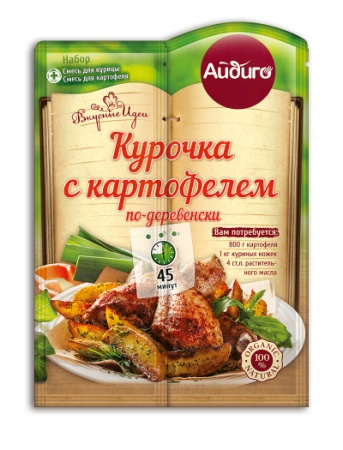 Набор
Смесь для курицы
Смесь для картофеля
Айдиго
Вкусные Идеи
Курочка
с картофелем
по-деревенски
Вам потребуется:
800 г картофеля
1 кг куриных ножек
4 ст.л. раститель-
ного масла
45
минут
ORGANIC
100%
NATURAL